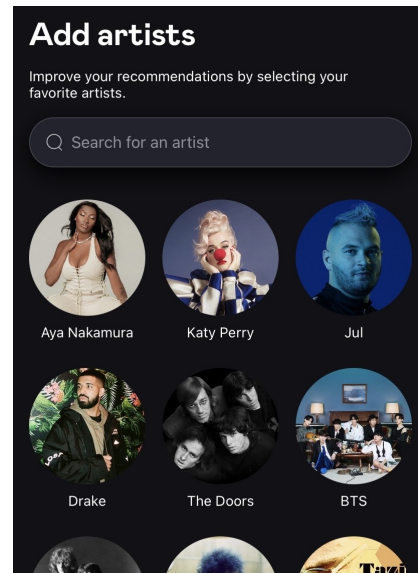 Add artists
Improve your recommendations by selecting your
favorite artists.
Search for an artist
Aya Nakamura
Katy Perry
Jul
Drake
The Doors
BTS
Tazi